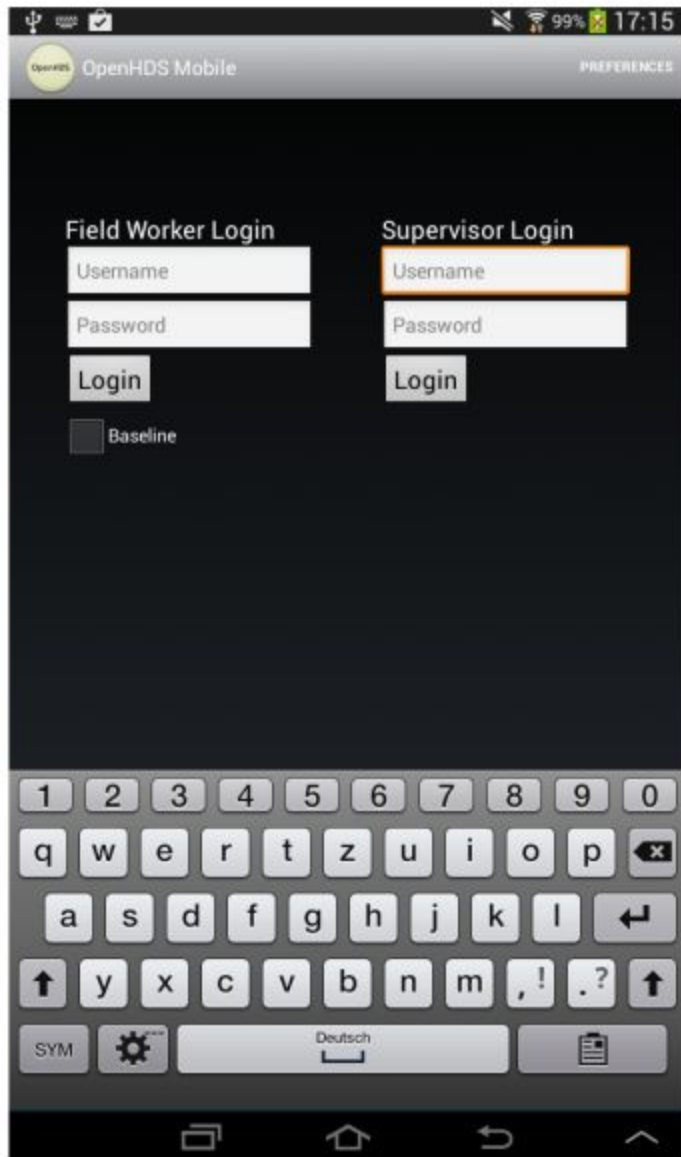 99% 17:15
OpenHDS OpenHDS Mobile PREFERENCES
Field Worker Login Supervisor Login
Username Username
Password Password
Login Login
Baseline
1 2 3 4 5 6 7 8 9 0
q w e r t z u i o p
a s d f g h j k l
y x c v b n m , ! . ?
SYM Deutsch